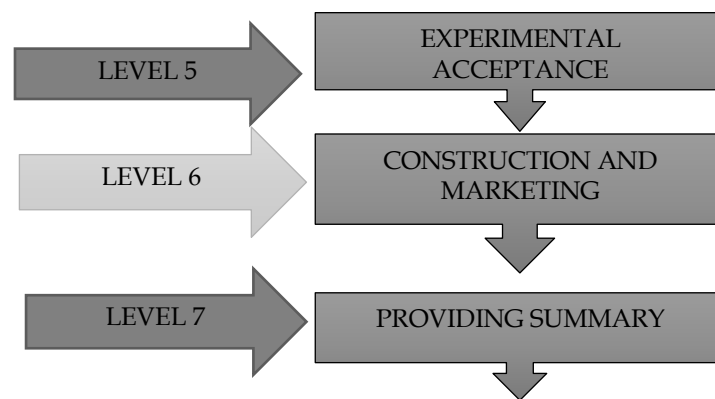 LEVEL 5
EXPERIMENTAL
ACCEPTANCE
LEVEL 6
CONSTRUCTION AND
MARKETING
LEVEL 7
PROVIDING SUMMARY